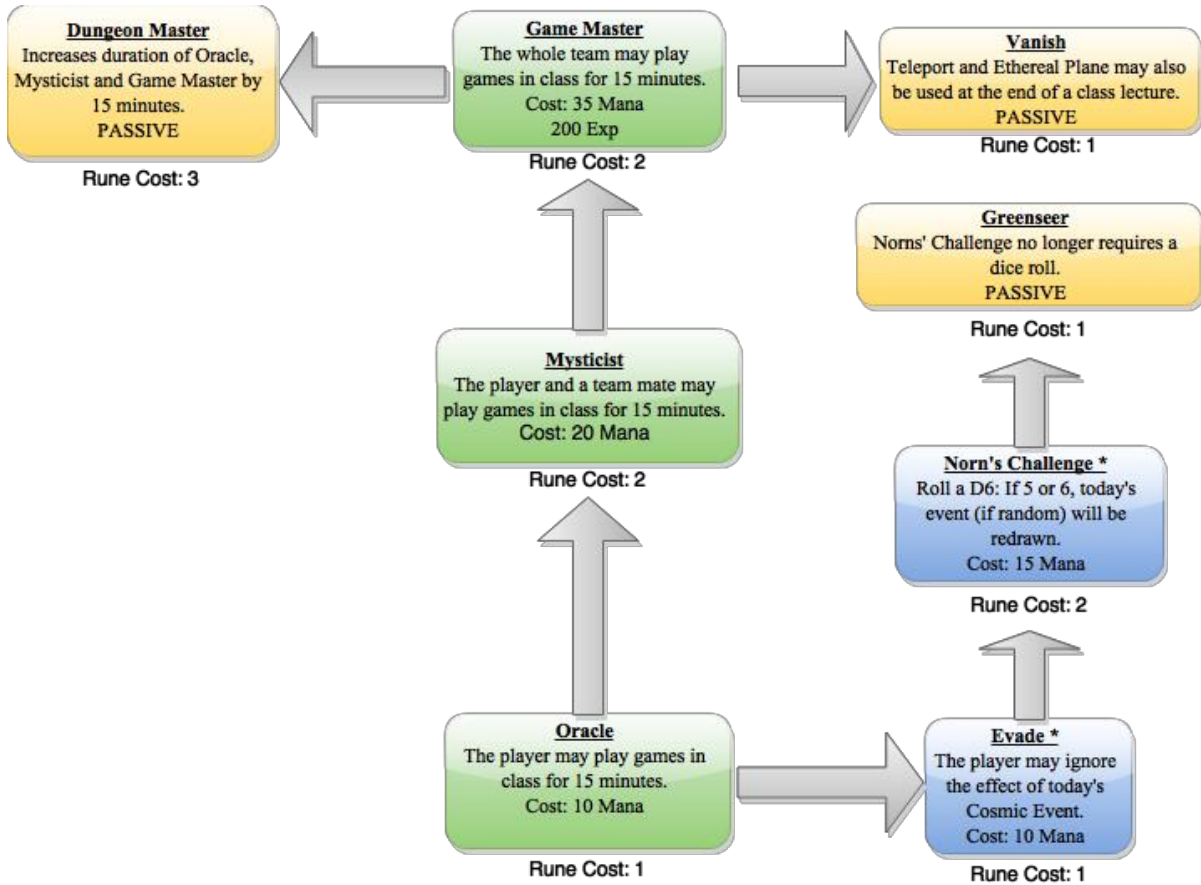 Dungeon Master
Increases duration of Oracle,
Mysticist and Game Master by
15 minutes.
PASSIVE
Rune Cost: 3
Game Master
The whole team may play
games in class for 15 minutes.
Cost: 35 Mana
200 Exp
Rune Cost: 2
Vanish
Teleport and Ethereal Plane may also
be used at the end of a class lecture.
PASSIVE
Rune Cost: 1
Greenseer
Norns' Challenge no longer requires a
dice roll.
PASSIVE
Rune Cost: 1
Mysticist
The player and a team mate may
play games in class for 15 minutes.
Cost: 20 Mana
Rune Cost: 2
Norn's Challenge *
Roll a D6: If 5 or 6, today's
event (if random) will be
redrawn.
Cost: 15 Mana
Rune Cost: 2
Oracle
The player may play games in
class for 15 minutes.
Cost: 10 Mana
Rune Cost: 1
Evade *
The player may ignore
the effect of today's
Cosmic Event.
Cost: 10 Mana
Rune Cost: 1